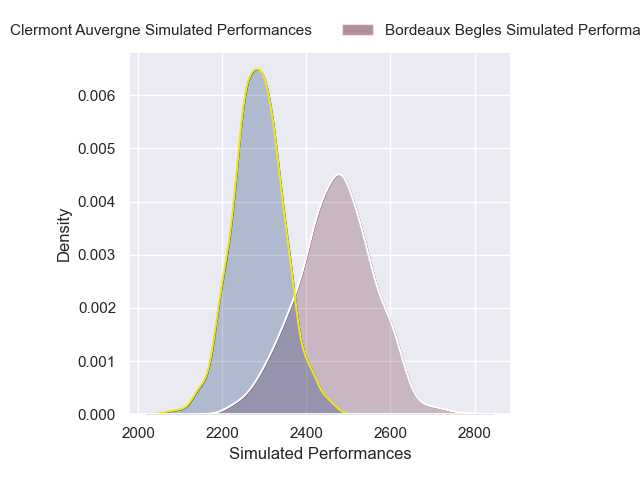 Clermont Auvergne Simulated Performances
Bordeaux Begles Simulated Performa
0.006
0.005
0.004
0.003
0.002
0.001
0.000
Density
2000 2200 2400 2600 2800
Simulated Performances